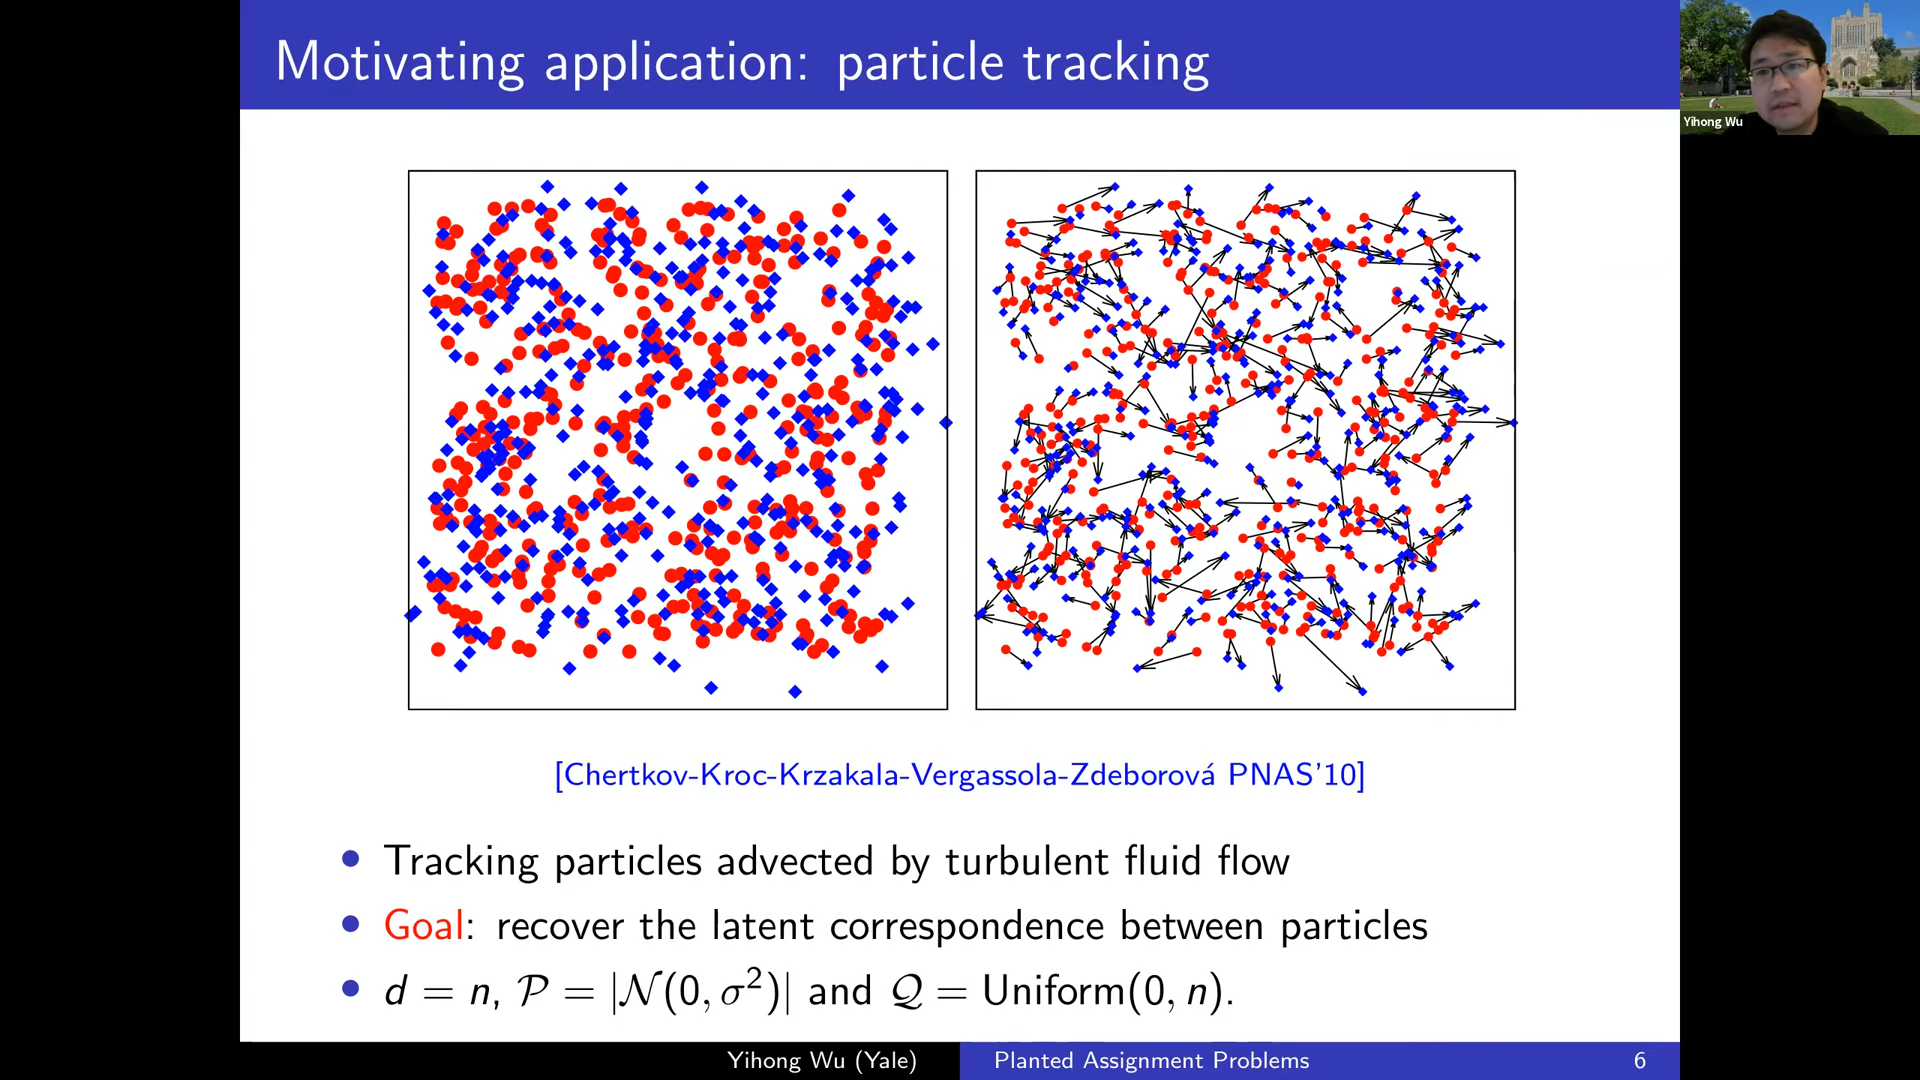 Motivating application: particle tracking
Yihong Wu
[Chertkov-Kroc-Krzakala-Vergassola-Zdeborová PNAS'10]
• Tracking particles advected by turbulent fluid flow
• Goal: recover the latent correspondence between particles
• d = n, 𝒫 = |𝒩(0, σ²)| and 𝒬 = Uniform(0, n).
Yihong Wu (Yale) Planted Assignment Problems 6